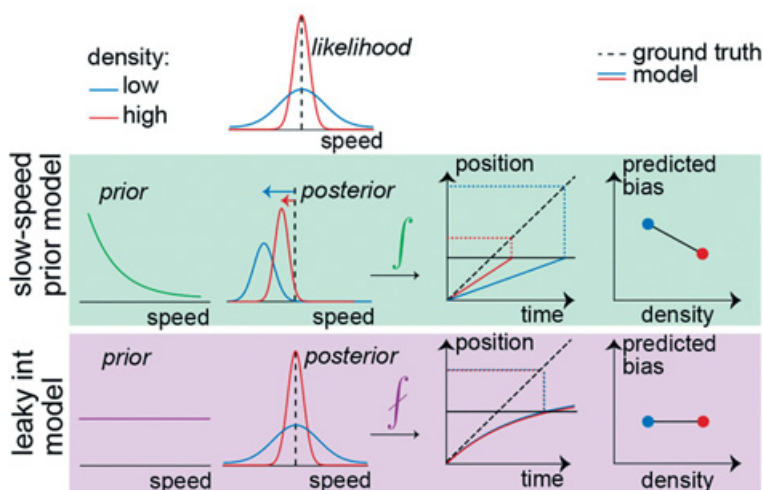 density:
low
high
likelihood
speed
ground truth
model
slow-speed
prior model
prior
speed
posterior
speed
∫
position
time
predicted
bias
density
leaky int
model
prior
speed
posterior
speed
∫
position
time
predicted
bias
density